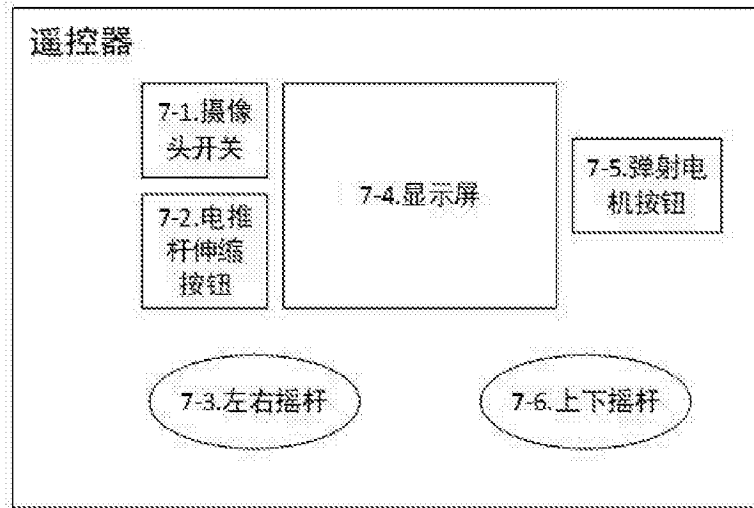 遥控器
7-1.摄像
头开关
7-2.电推
杆伸缩
按钮
7-4.显示屏
7-5.弹射电
机按钮
7-3.左右摇杆
7-6.上下摇杆